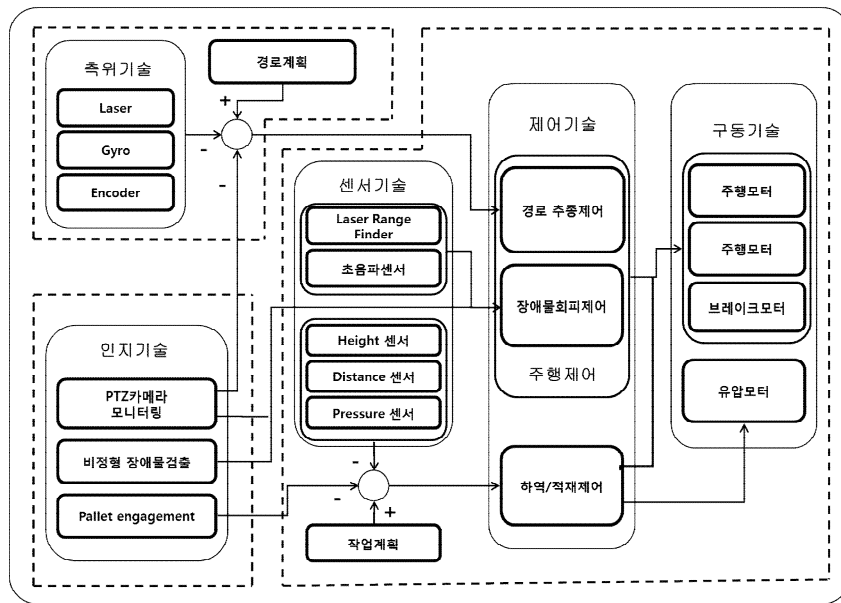 측위기술
Laser
Gyro
Encoder
경로계획
+
-
-
인지기술
PTZ카메라
모니터링
비정형 장애물검출
Pallet engagement
센서기술
Laser Range
Finder
초음파센서
Height 센서
Distance 센서
Pressure 센서
-
-
+
작업계획
제어기술
경로 추종제어
장애물회피제어
주행제어
하역/적재제어
구동기술
주행모터
주행모터
브레이크모터
유압모터